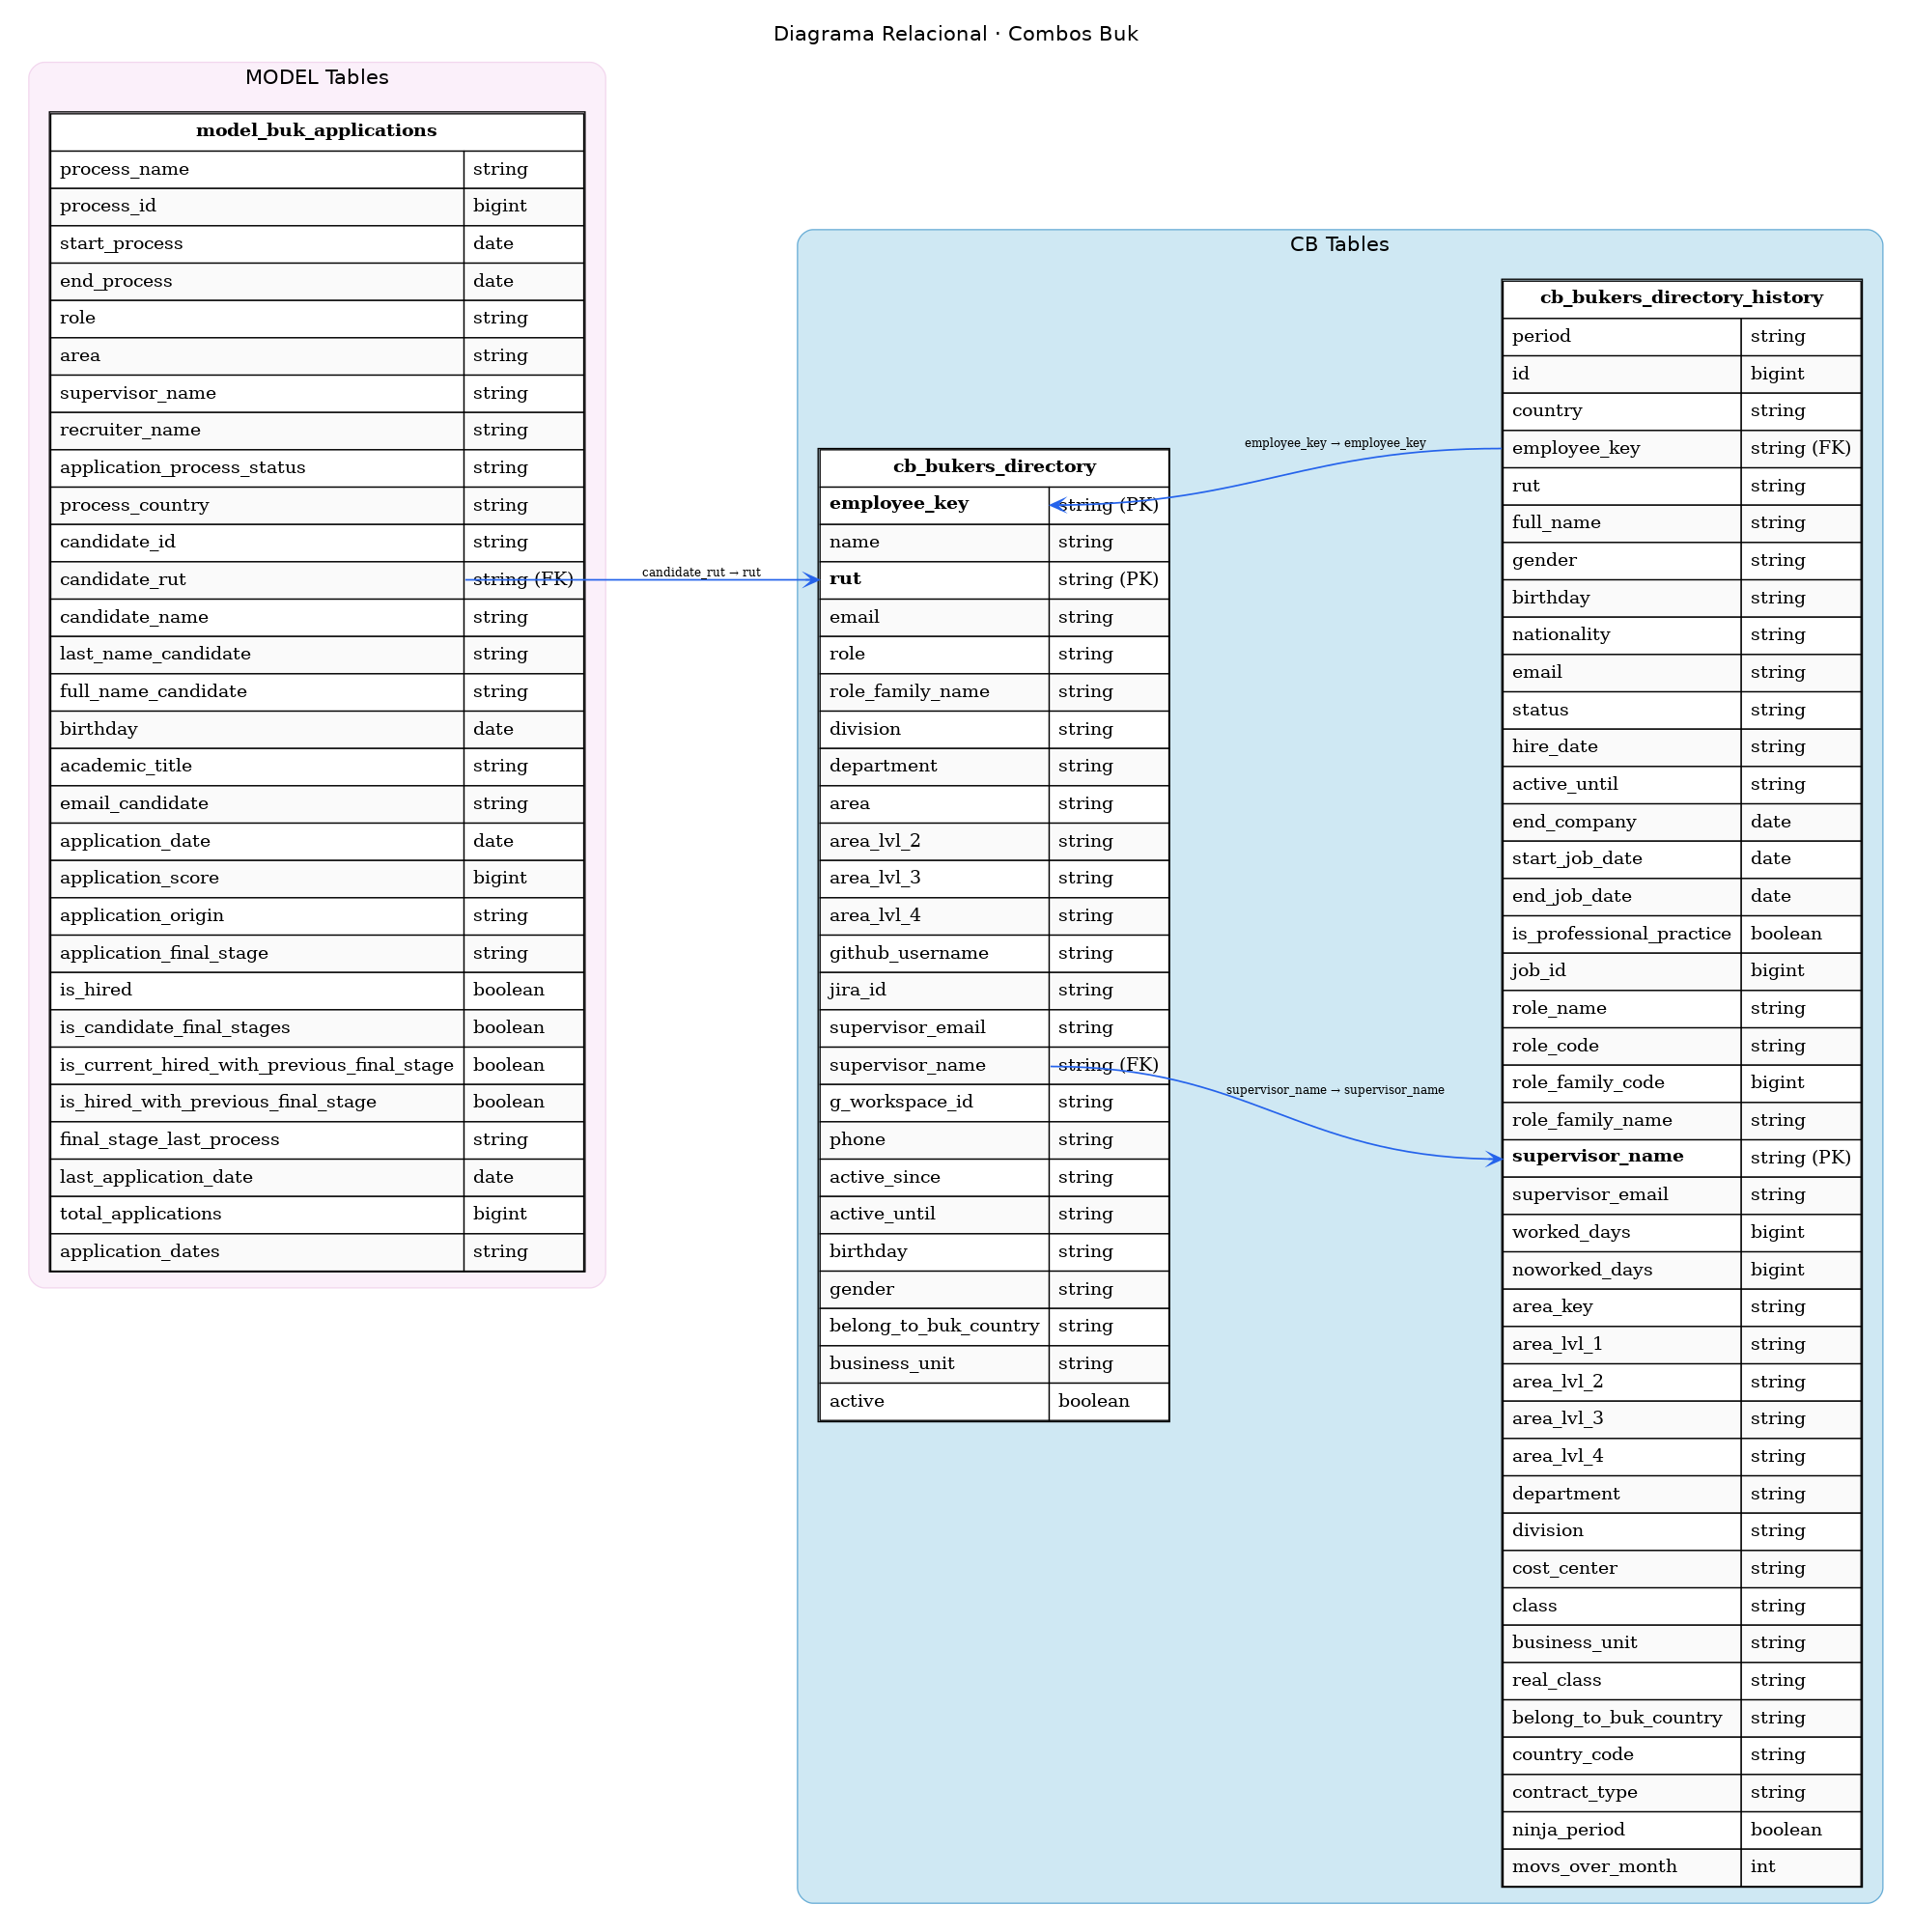 Diagrama Relacional · Combos Buk
MODEL Tables
model_buk_applications
process_name string
process_id bigint
start_process date
end_process date
role string
area string
supervisor_name string
recruiter_name string
application_process_status string
process_country string
candidate_id string
candidate_rut string (FK)
candidate_name string
last_name_candidate string
full_name_candidate string
birthday date
academic_title string
email_candidate string
application_date date
application_score bigint
application_origin string
application_final_stage string
is_hired boolean
is_candidate_final_stages boolean
is_current_hired_with_previous_final_stage boolean
is_hired_with_previous_final_stage boolean
final_stage_last_process string
last_application_date date
total_applications bigint
application_dates string
candidate_rut → rut
CB Tables
cb_bukers_directory
employee_key string (PK)
name string
rut string (PK)
email string
role string
role_family_name string
division string
department string
area string
area_lvl_2 string
area_lvl_3 string
area_lvl_4 string
github_username string
jira_id string
supervisor_email string
supervisor_name string (FK)
g_workspace_id string
phone string
active_since string
active_until string
birthday string
gender string
belong_to_buk_country string
business_unit string
active boolean
employee_key → employee_key
supervisor_name → supervisor_name
cb_bukers_directory_history
period string
id bigint
country string
employee_key string (FK)
rut string
full_name string
gender string
birthday string
nationality string
email string
status string
hire_date string
active_until string
end_company date
start_job_date date
end_job_date date
is_professional_practice boolean
job_id bigint
role_name string
role_code string
role_family_code bigint
role_family_name string
supervisor_name string (PK)
supervisor_email string
worked_days bigint
noworked_days bigint
area_key string
area_lvl_1 string
area_lvl_2 string
area_lvl_3 string
area_lvl_4 string
department string
division string
cost_center string
class string
business_unit string
real_class string
belong_to_buk_country string
country_code string
contract_type string
ninja_period boolean
movs_over_month int